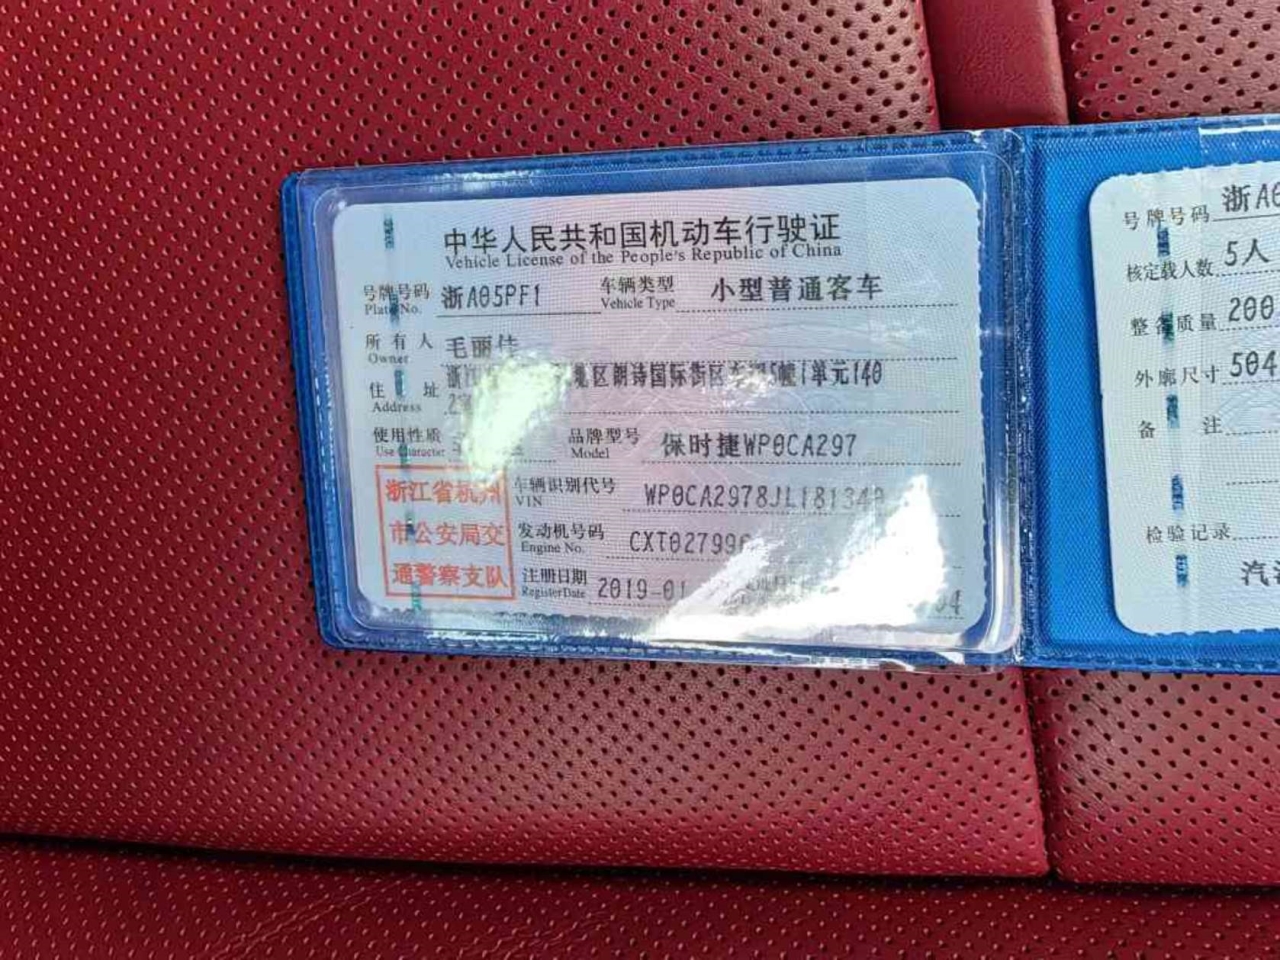 中华人民共和国机动车行驶证
Vehicle License of the People's Republic of China
号牌号码 浙A05PF1 车辆类型 小型普通客车
Plate No. Vehicle Type
所有人 毛丽佳
Owner
住址 浙江 区朗诗国际街区 5幢1单元140
Address 2
使用性质 品牌型号 保时捷WP0CA297
Use Character Model
浙江省杭州
市公安局交
通警察支队
车辆识别代号 WP0CA2978JL18134
VIN
发动机号码 CXT02799
Engine No.
注册日期 2019-01
Register Date
号牌号码 浙A0
核定载人数 5人
整备质量 200
外廓尺寸 504
备注
检验记录
汽